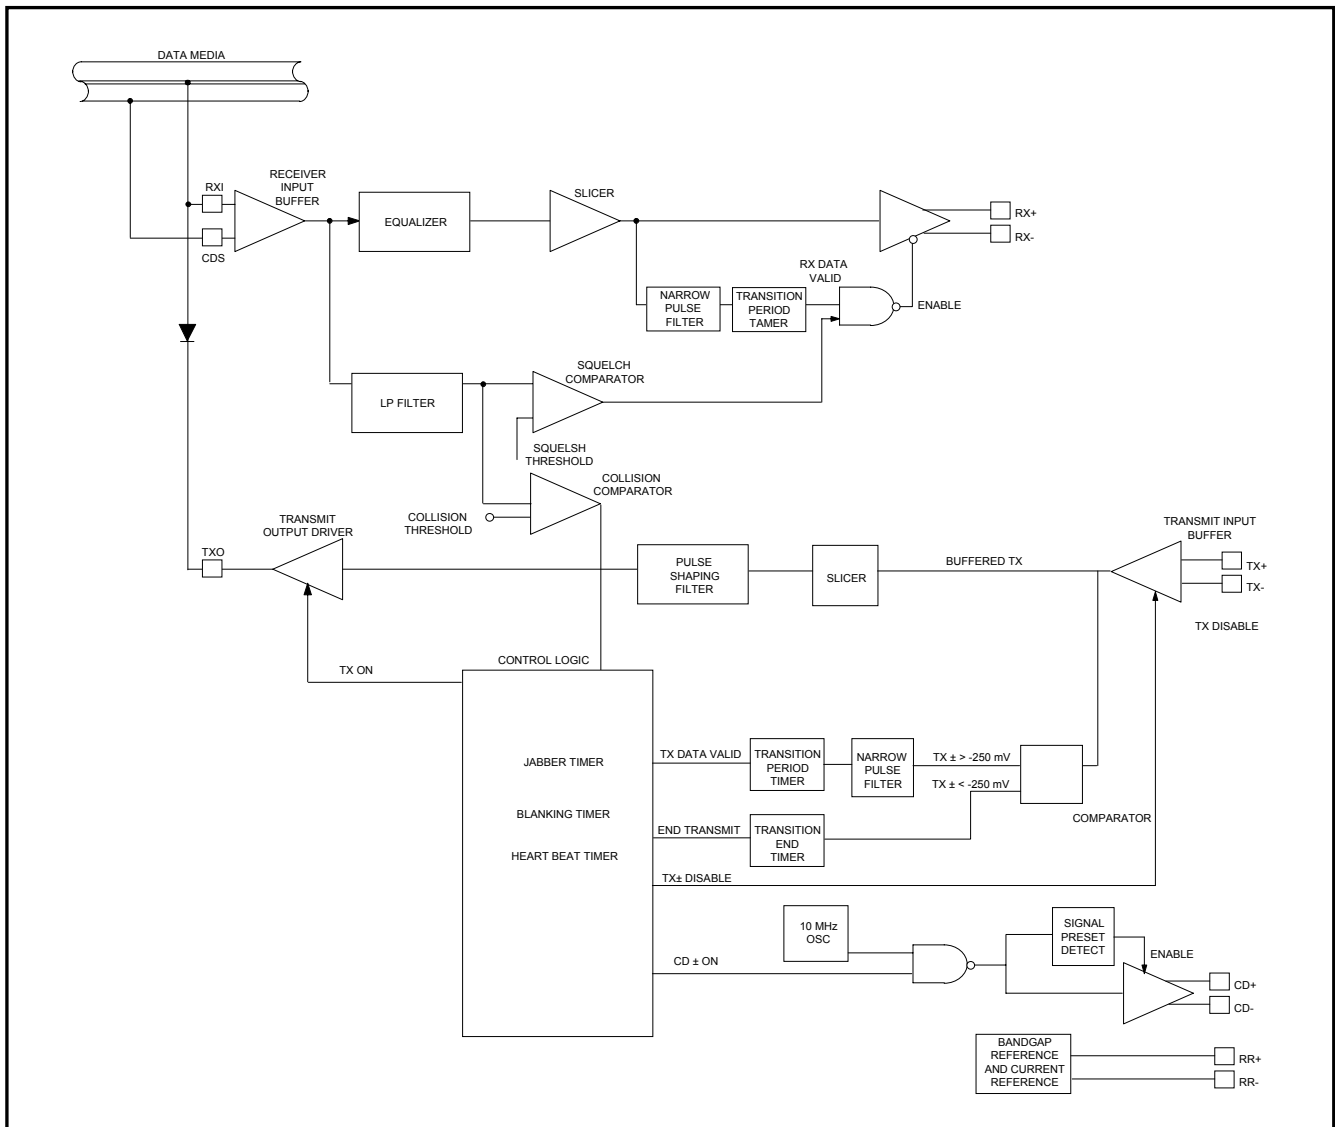 DATA MEDIA
RXI
CDS
RECEIVER
INPUT
BUFFER
EQUALIZER
SLICER
RX+
RX-
RX DATA
VALID
NARROW
PULSE
FILTER
TRANSITION
PERIOD
TAMER
ENABLE
LP FILTER
SQUELCH
COMPARATOR
SQUELSH
THRESHOLD
COLLISION
COMPARATOR
COLLISION
THRESHOLD
TRANSMIT
OUTPUT DRIVER
TXO
PULSE
SHAPING
FILTER
SLICER
BUFFERED TX
TRANSMIT INPUT
BUFFER
TX+
TX-
TX DISABLE
TX ON
CONTROL LOGIC
JABBER TIMER
BLANKING TIMER
HEART BEAT TIMER
TX DATA VALID
TRANSITION
PERIOD
TIMER
NARROW
PULSE
FILTER
TX ± > -250 mV
TX ± < -250 mV
COMPARATOR
END TRANSMIT
TRANSITION
END
TIMER
TX± DISABLE
10 MHz
OSC
CD ± ON
SIGNAL
PRESET
DETECT
ENABLE
CD+
CD-
BANDGAP
REFERENCE
AND CURRENT
REFERENCE
RR+
RR-